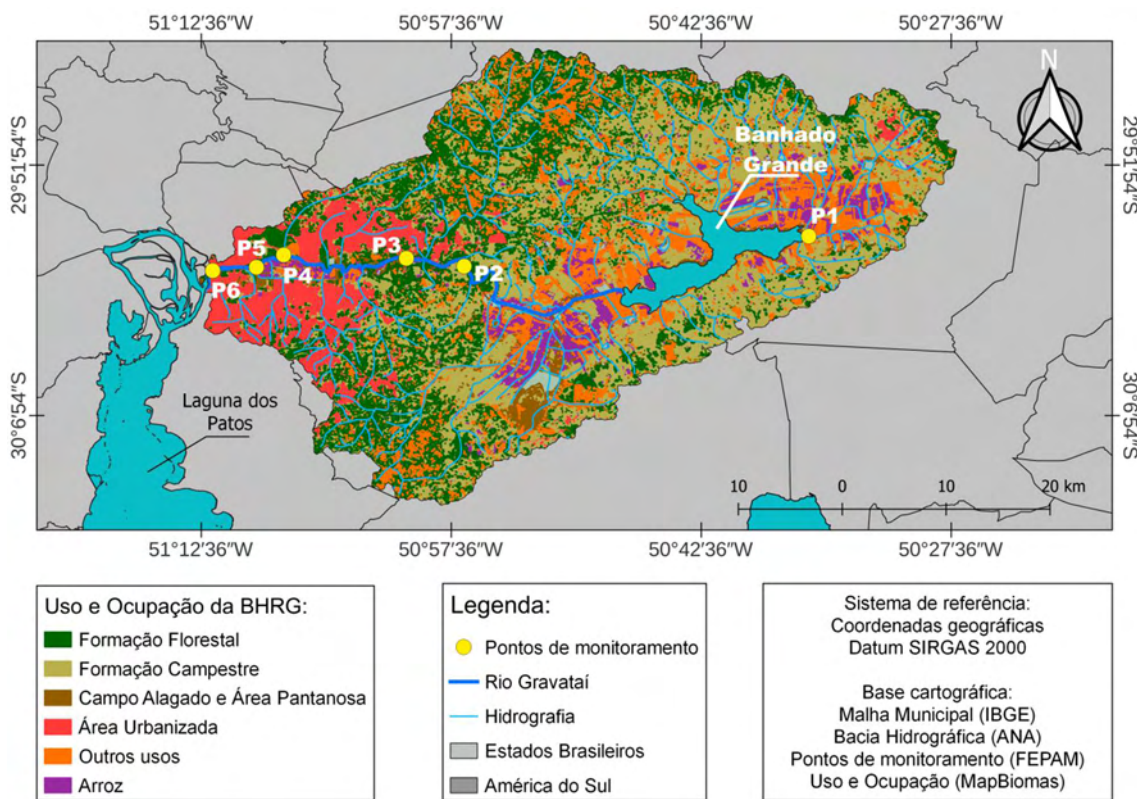 51°12′36″W 50°57′36″W 50°42′36″W 50°27′36″W
N
29°51′54″S
29°51′54″S
Banhado
Grande
P1
P5
P3
P4
P2
P6
Laguna dos
Patos
30°6′54″S
30°6′54″S
10 0 10 20 km
51°12′36″W 50°57′36″W 50°42′36″W 50°27′36″W
Uso e Ocupação da BHRG:
Formação Florestal
Formação Campestre
Campo Alagado e Área Pantanosa
Área Urbanizada
Outros usos
Arroz
Legenda:
Pontos de monitoramento
Rio Gravataí
Hidrografia
Estados Brasileiros
América do Sul
Sistema de referência:
Coordenadas geográficas
Datum SIRGAS 2000
Base cartográfica:
Malha Municipal (IBGE)
Bacia Hidrográfica (ANA)
Pontos de monitoramento (FEPAM)
Uso e Ocupação (MapBiomas)